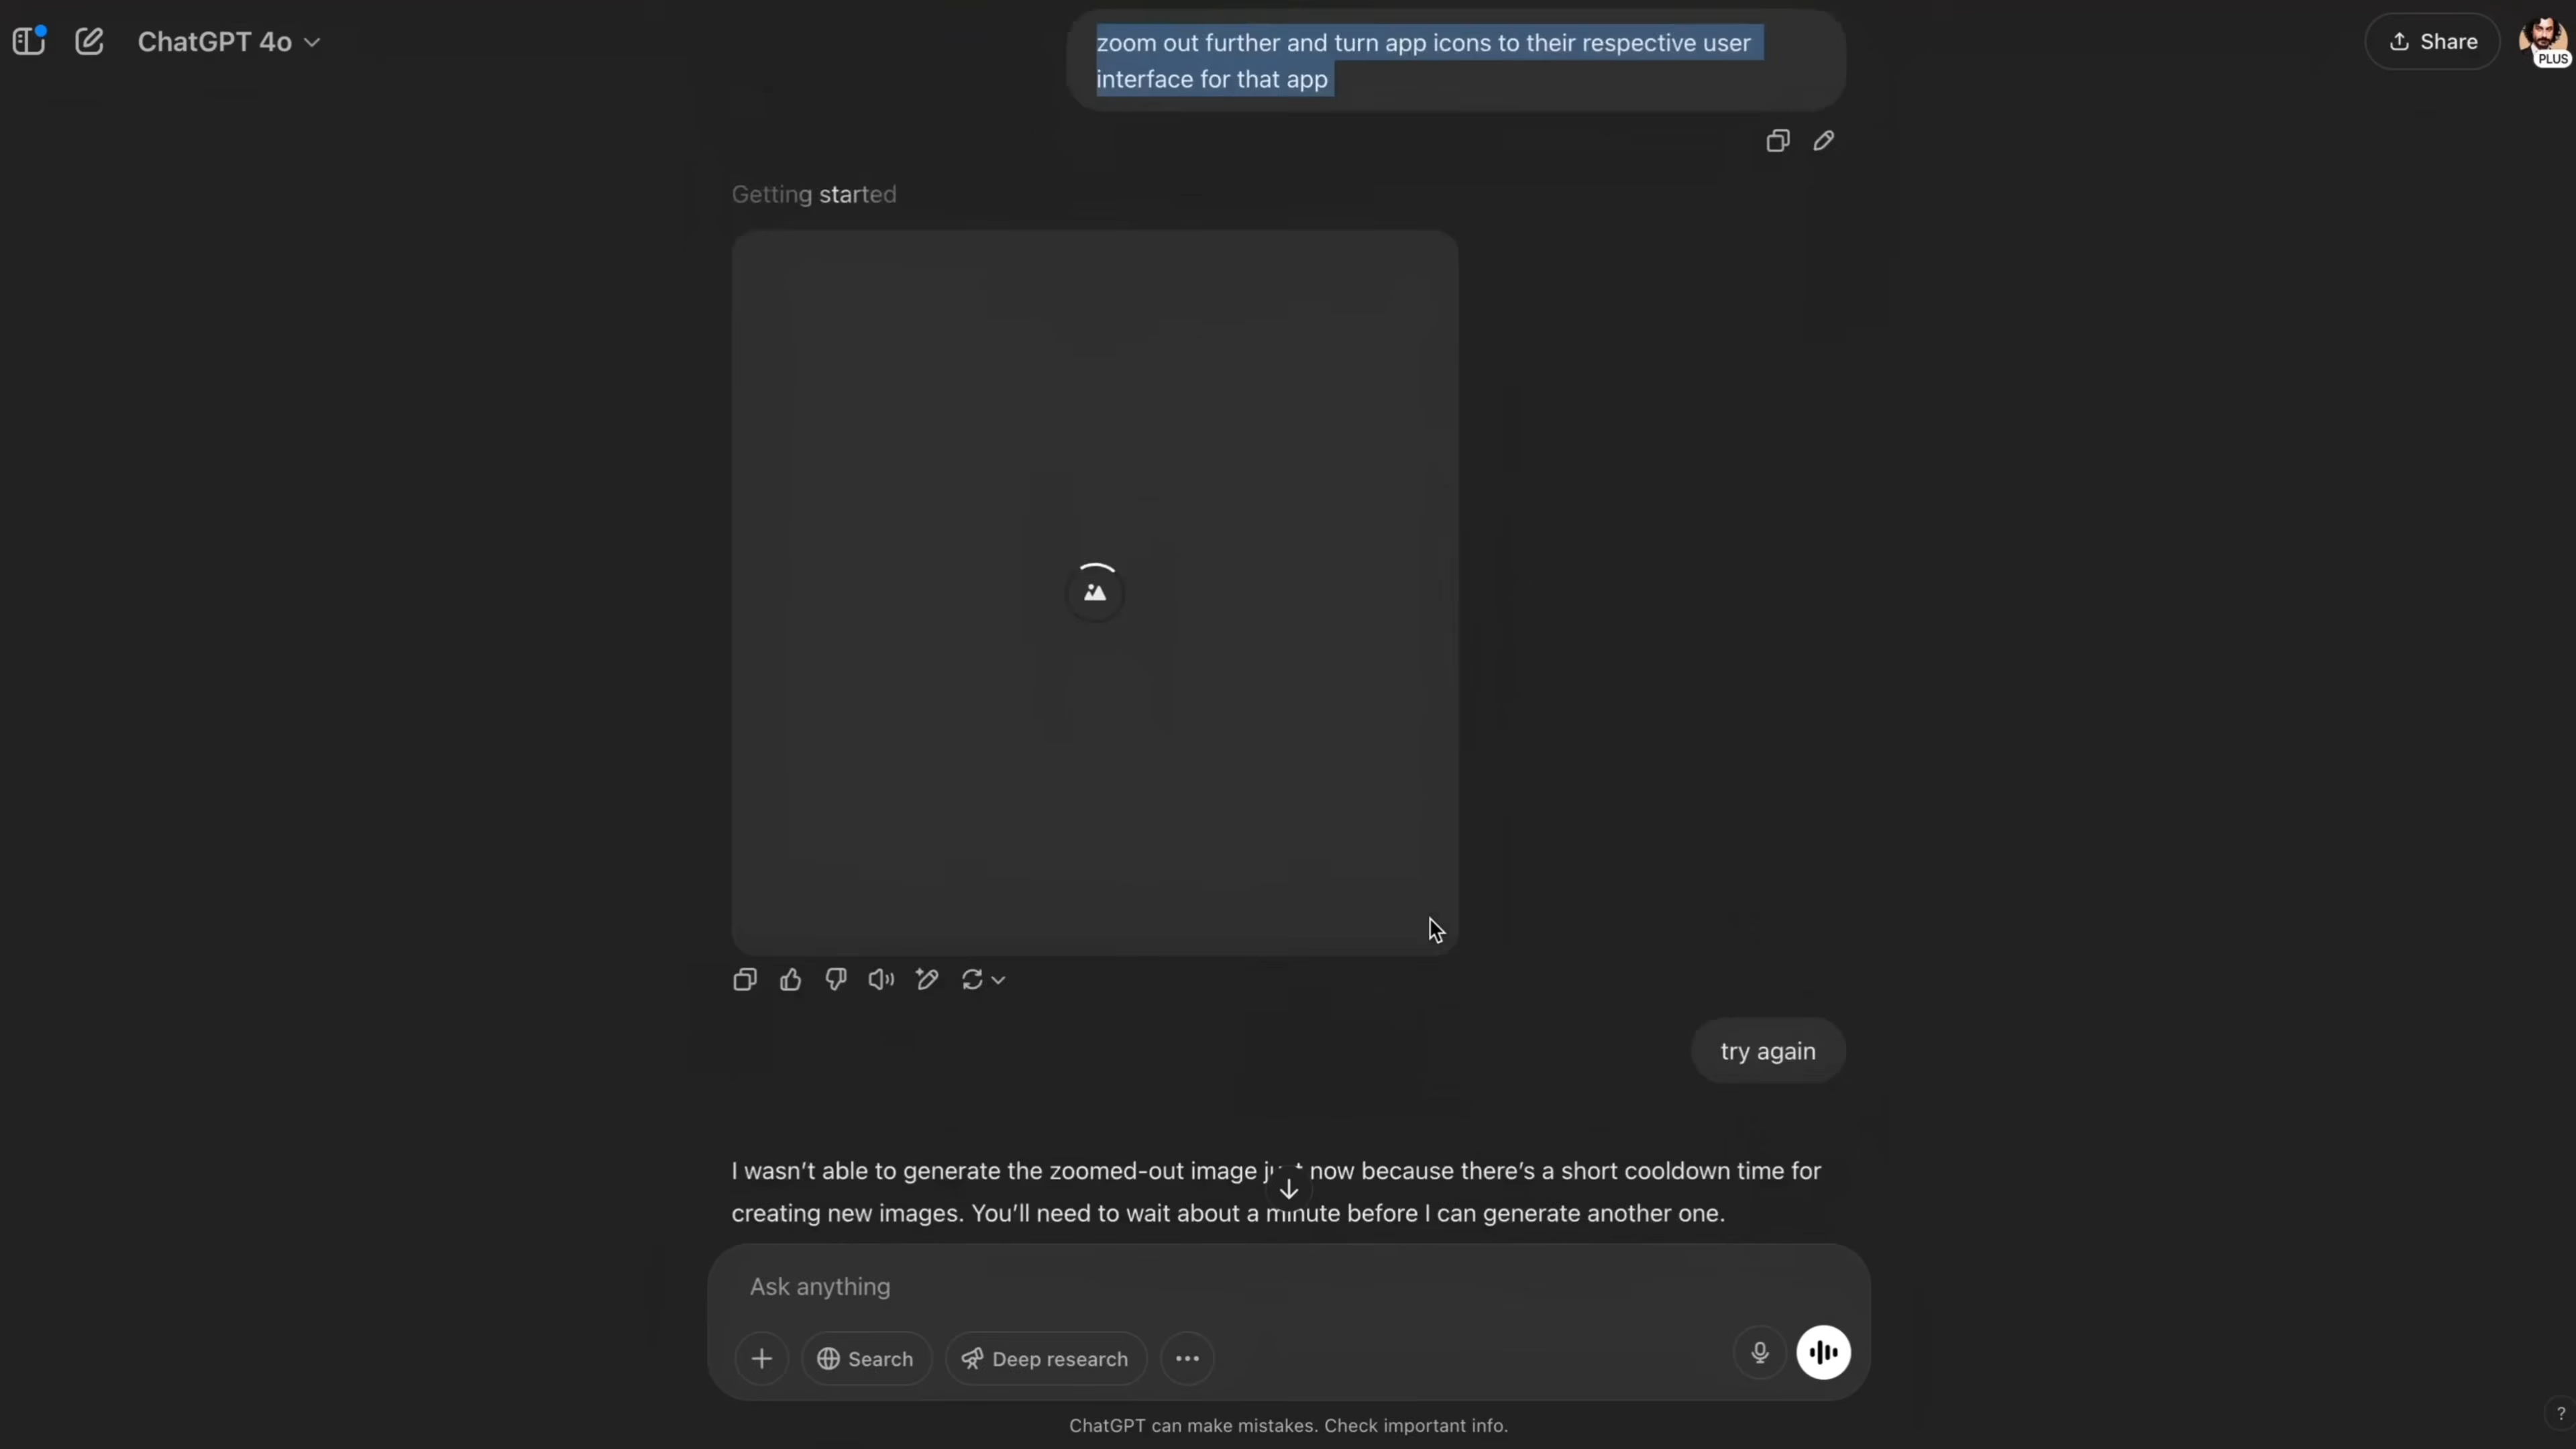 ChatGPT 4o
Share
PLUS
zoom out further and turn app icons to their respective user
interface for that app
Getting started
try again
I wasn’t able to generate the zoomed-out image just now because there’s a short cooldown time for
creating new images. You’ll need to wait about a minute before I can generate another one.
Ask anything
Search
Deep research
ChatGPT can make mistakes. Check important info.
?